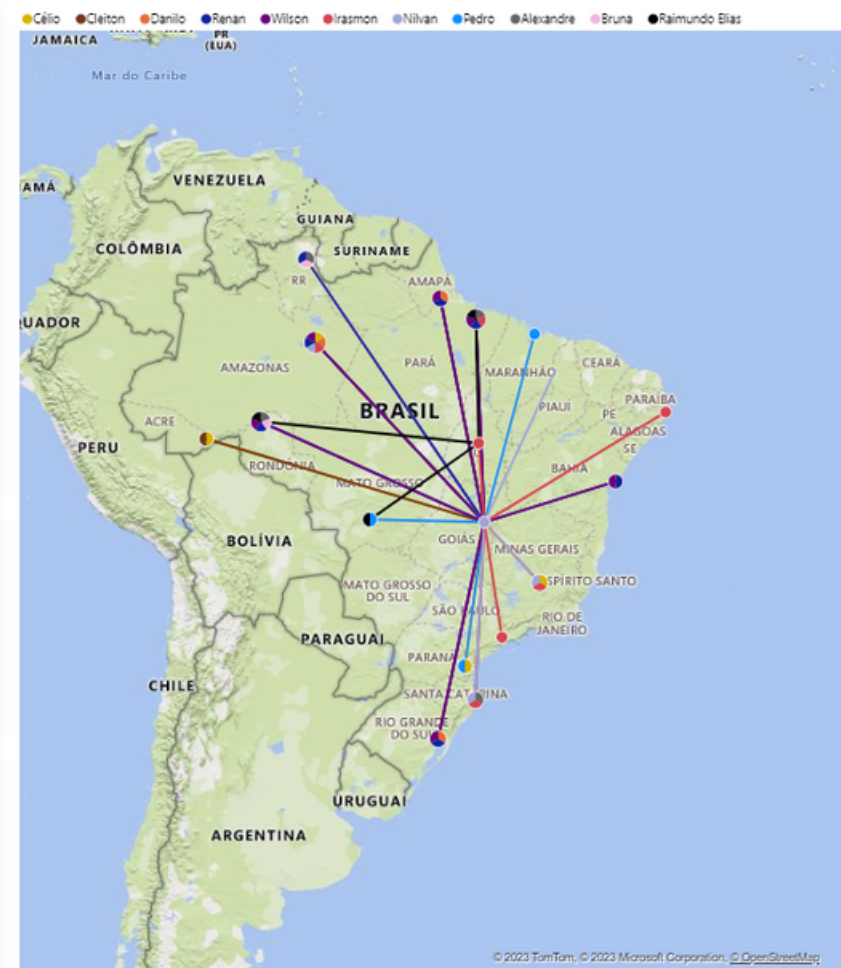 Célio Cleiton Danilo Renan Wilson Irasmon Nilvan Pedro Alexandre Bruna Raimundo Elias
JAMAICA
PR
(EUA)
Mar do Caribe
VENEZUELA
AMÁ
GUIANA
COLÔMBIA
SURINAME
RR
AMAPÁ
UADOR
AMAZONAS
PARÁ
MARANHÃO
CEARÁ
BRASIL
PIAUÍ
PARAÍBA
PE
ACRE
ALAGOAS
PERU
SE
RONDÔNIA
BAHIA
MATO GROSSO
BOLÍVIA
GOIÁS
MINAS GERAIS
MATO GROSSO
DO SUL
SPÍRITO SANTO
SÃO PAULO
RIO DE
JANEIRO
PARAGUAI
PARANÁ
CHILE
SANTA CATARINA
RIO GRANDE
DO SUL
URUGUAI
ARGENTINA
© 2023 TomTom, © 2023 Microsoft Corporation, © OpenStreetMap